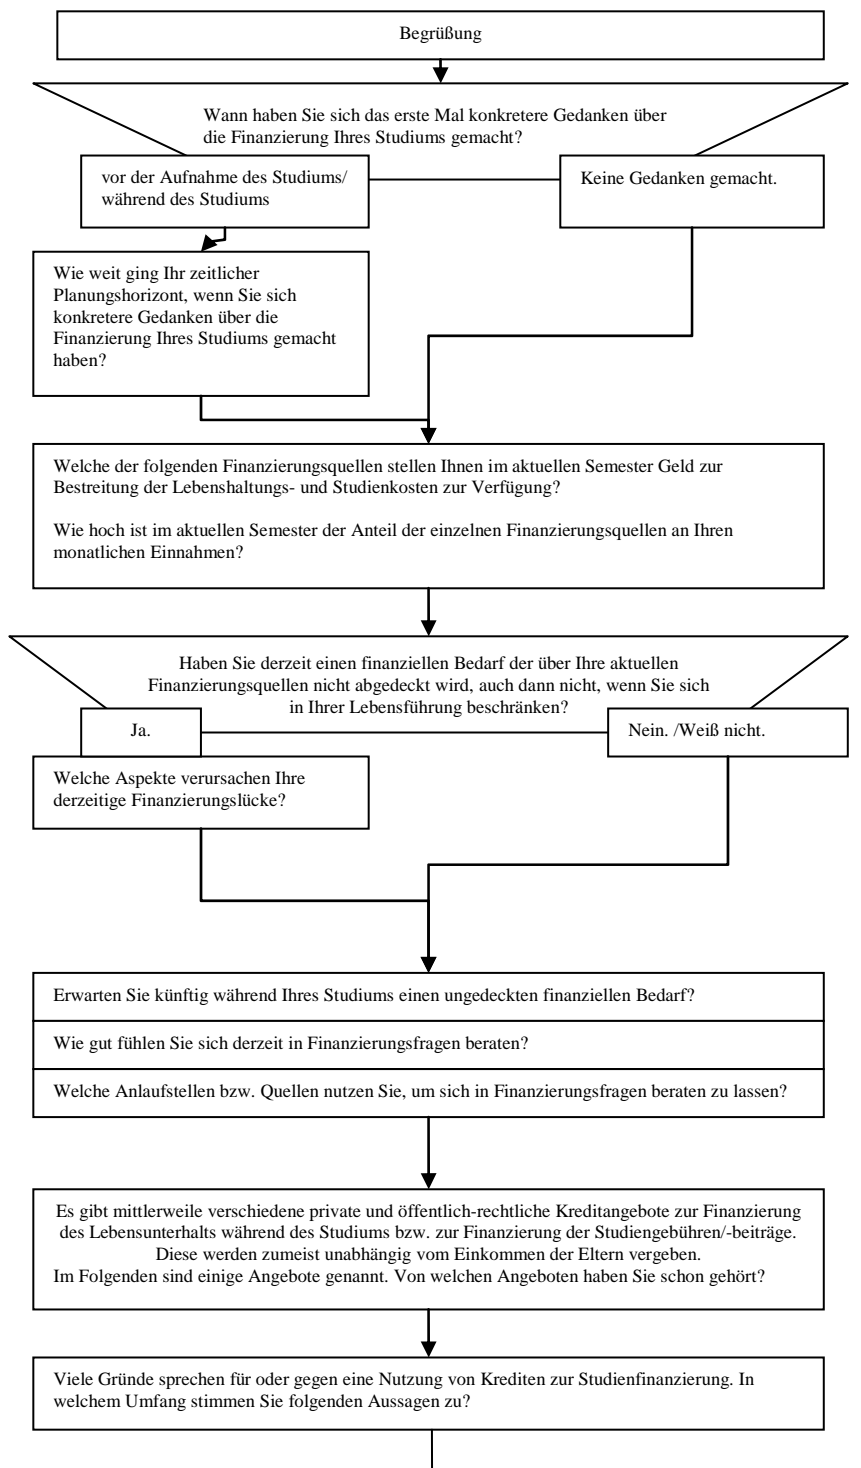 Begrüßung
Wann haben Sie sich das erste Mal konkretere Gedanken über
die Finanzierung Ihres Studiums gemacht?
vor der Aufnahme des Studiums/
während des Studiums
Keine Gedanken gemacht.
Wie weit ging Ihr zeitlicher
Planungshorizont, wenn Sie sich
konkretere Gedanken über die
Finanzierung Ihres Studiums gemacht
haben?
Welche der folgenden Finanzierungsquellen stellen Ihnen im aktuellen Semester Geld zur
Bestreitung der Lebenshaltungs- und Studienkosten zur Verfügung?
Wie hoch ist im aktuellen Semester der Anteil der einzelnen Finanzierungsquellen an Ihren
monatlichen Einnahmen?
Haben Sie derzeit einen finanziellen Bedarf der über Ihre aktuellen
Finanzierungsquellen nicht abgedeckt wird, auch dann nicht, wenn Sie sich
in Ihrer Lebensführung beschränken?
Ja.
Nein. /Weiß nicht.
Welche Aspekte verursachen Ihre
derzeitige Finanzierungslücke?
Erwarten Sie künftig während Ihres Studiums einen ungedeckten finanziellen Bedarf?
Wie gut fühlen Sie sich derzeit in Finanzierungsfragen beraten?
Welche Anlaufstellen bzw. Quellen nutzen Sie, um sich in Finanzierungsfragen beraten zu lassen?
Es gibt mittlerweile verschiedene private und öffentlich-rechtliche Kreditangebote zur Finanzierung
des Lebensunterhalts während des Studiums bzw. zur Finanzierung der Studiengebühren/-beiträge.
Diese werden zumeist unabhängig vom Einkommen der Eltern vergeben.
Im Folgenden sind einige Angebote genannt. Von welchen Angeboten haben Sie schon gehört?
Viele Gründe sprechen für oder gegen eine Nutzung von Krediten zur Studienfinanzierung. In
welchem Umfang stimmen Sie folgenden Aussagen zu?